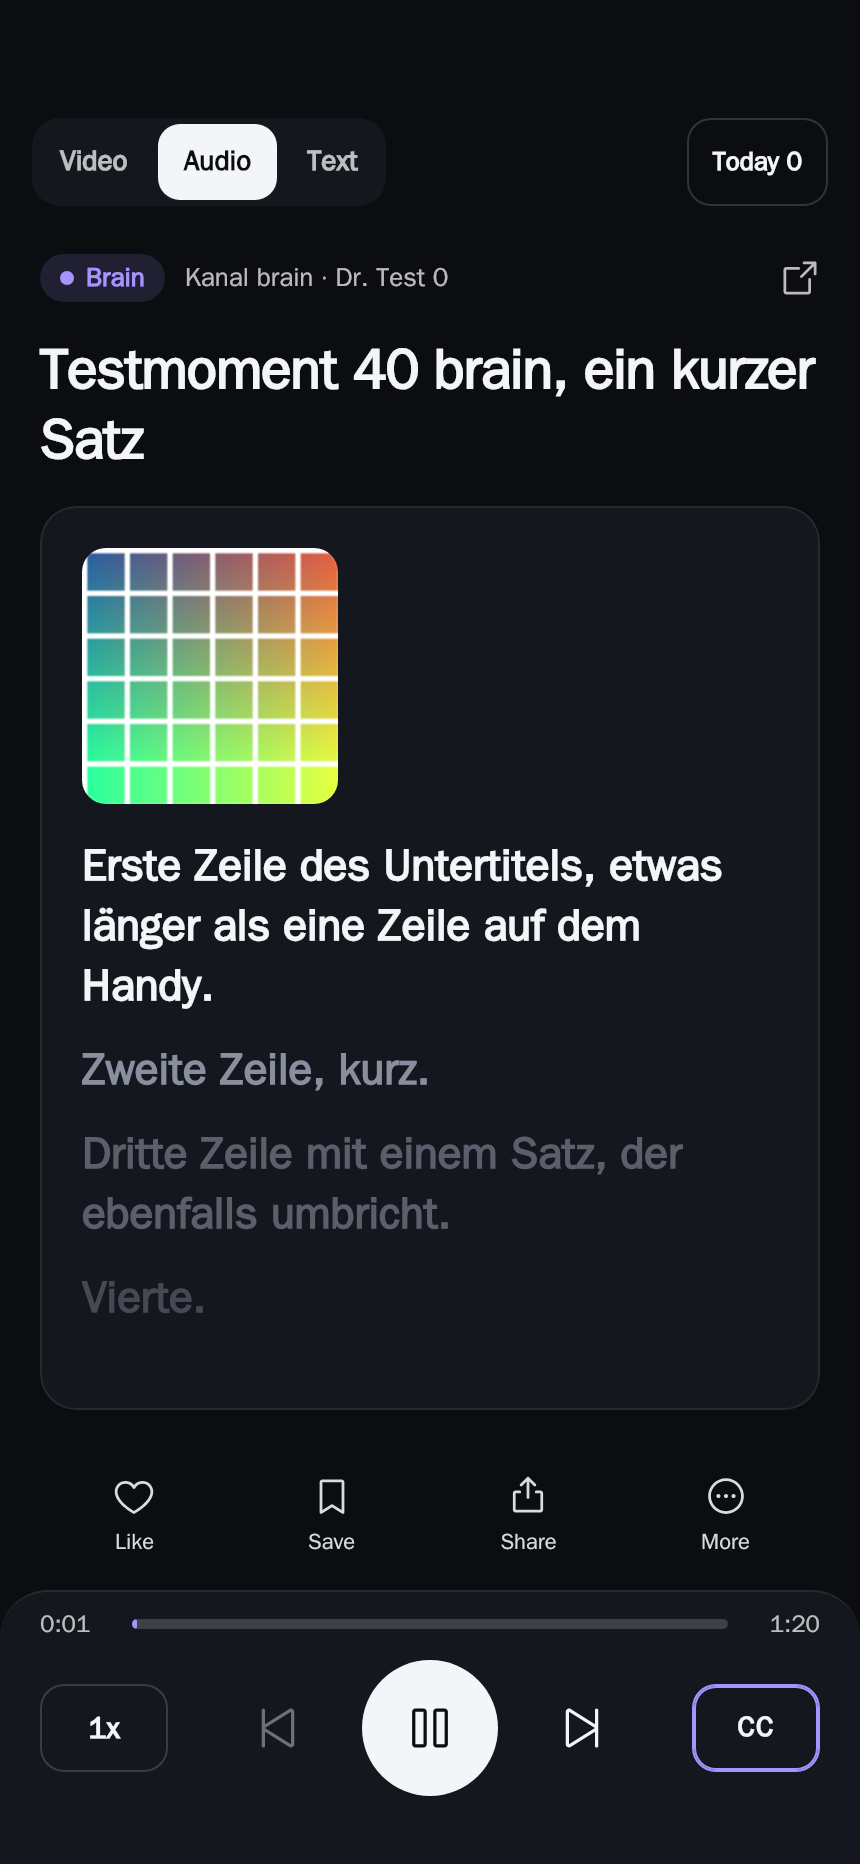 Video Audio Text Today 0
Brain Kanal brain · Dr. Test 0
Testmoment 40 brain, ein kurzer
Satz
Erste Zeile des Untertitels, etwas
länger als eine Zeile auf dem
Handy.
Zweite Zeile, kurz.
Dritte Zeile mit einem Satz, der
ebenfalls umbricht.
Vierte.
Like Save Share More
0:01 1:20
1x CC